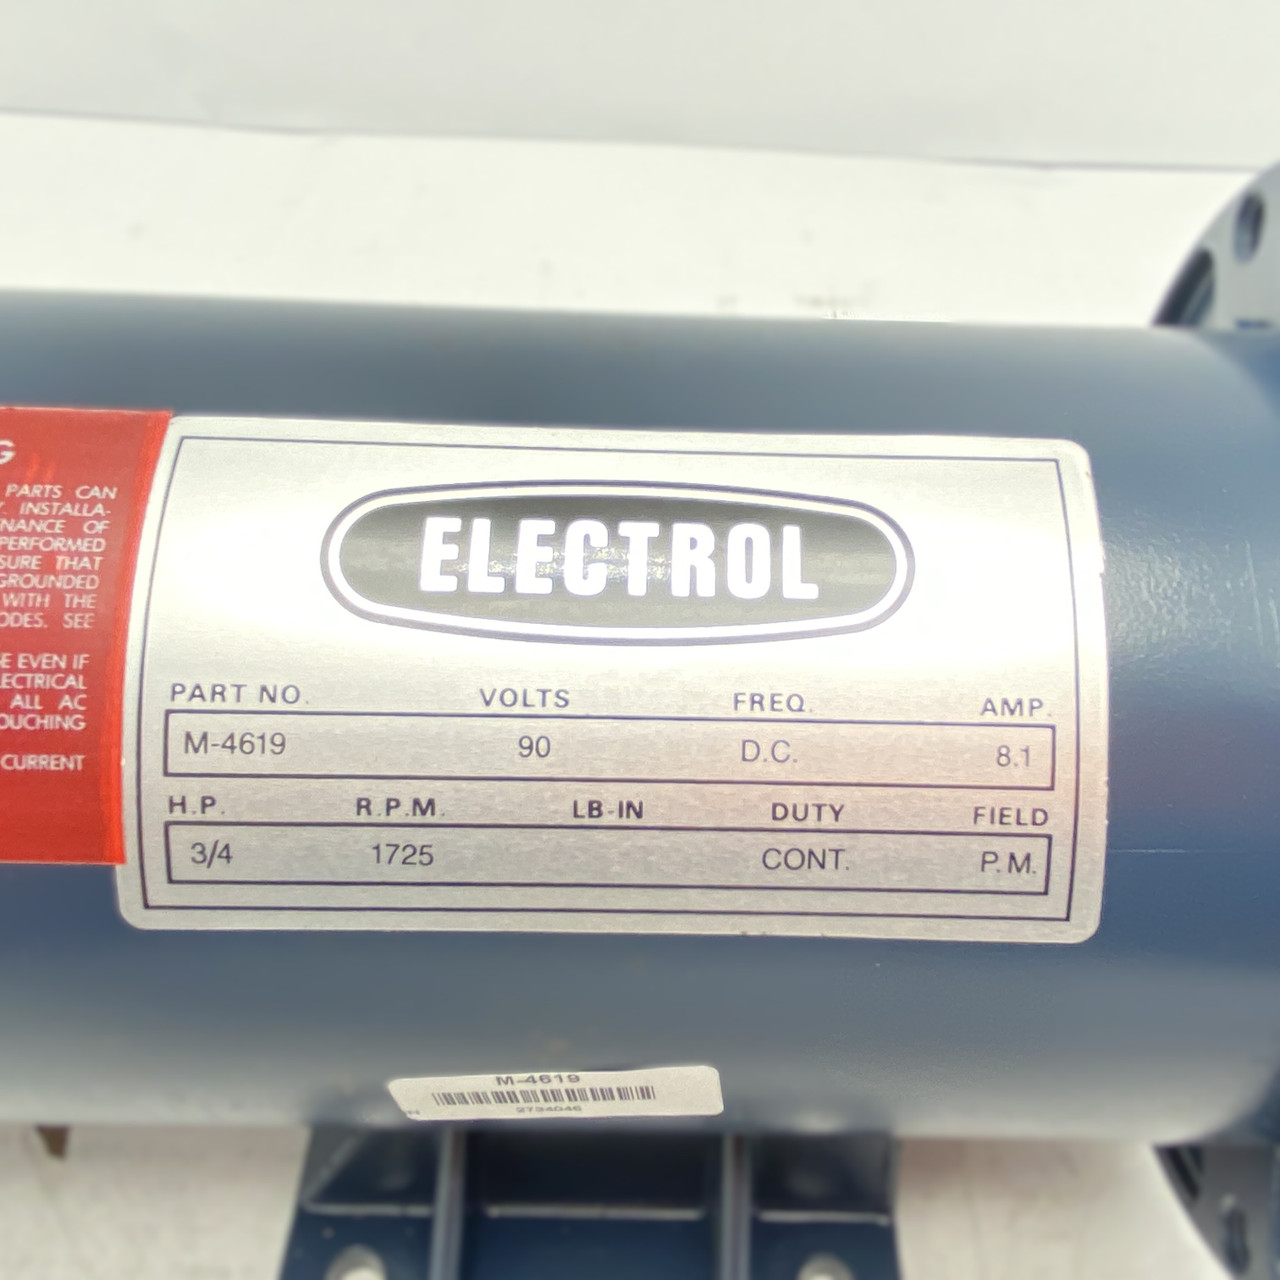 G
PARTS CAN
INSTALLA-
NANCE OF
PERFORMED
SURE THAT
GROUNDED
WITH THE
ODES. SEE
E EVEN IF
ECTRICAL
ALL AC
OUCHING
CURRENT
ELECTROL
PART NO. VOLTS FREQ. AMP.
M-4619 90 D.C. 8.1
H.P. R.P.M. LB-IN DUTY FIELD
3/4 1725 CONT. P.M.
M-4619
2734046